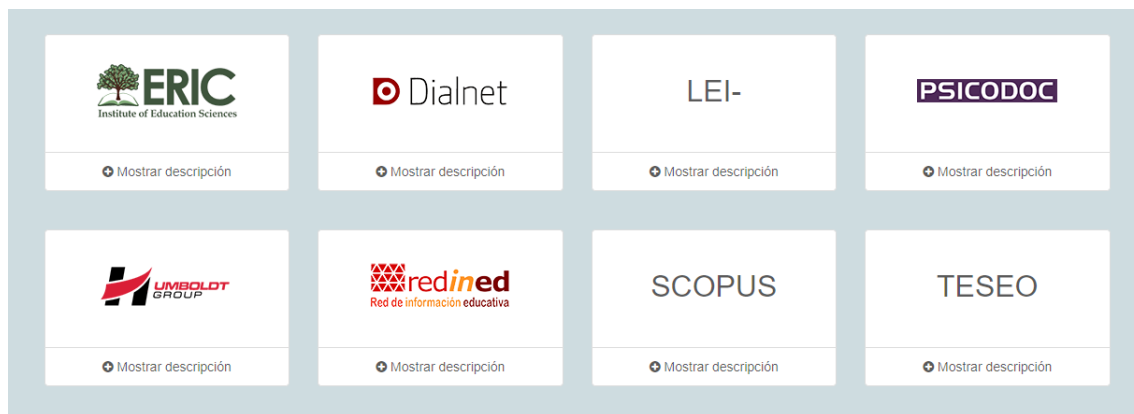 ERIC
Institute of Education Sciences
Dialnet
LEI-
PSICODOC
Mostrar descripción
Mostrar descripción
Mostrar descripción
Mostrar descripción
HUMBOLDT
GROUP
redined
Red de información educativa
SCOPUS
TESEO
Mostrar descripción
Mostrar descripción
Mostrar descripción
Mostrar descripción